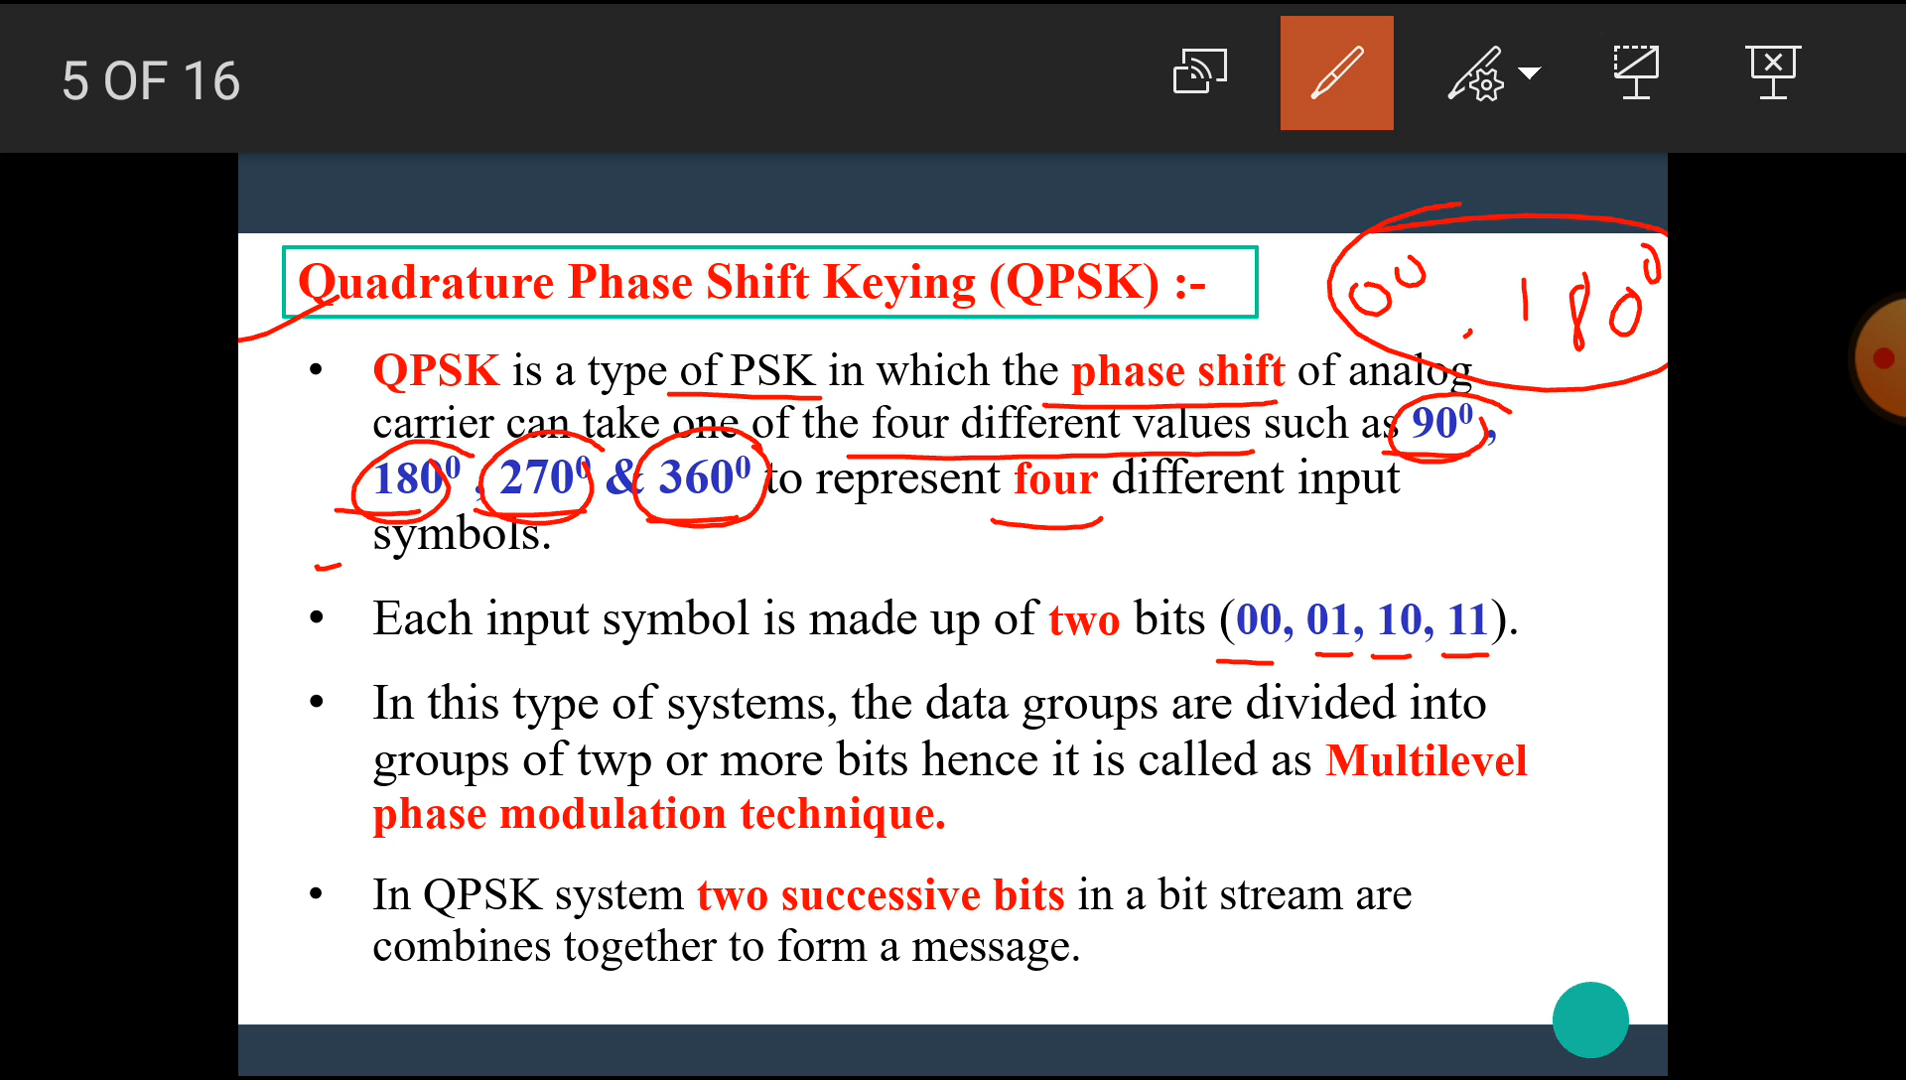 5 OF 16
0⁰ . 180⁰
Quadrature Phase Shift Keying (QPSK) :-
• QPSK is a type of PSK in which the phase shift of analog
carrier can take one of the four different values such as 90⁰,
180⁰ , 270⁰ & 360⁰ to represent four different input
symbols.
• Each input symbol is made up of two bits (00, 01, 10, 11).
• In this type of systems, the data groups are divided into
groups of twp or more bits hence it is called as Multilevel
phase modulation technique.
• In QPSK system two successive bits in a bit stream are
combines together to form a message.